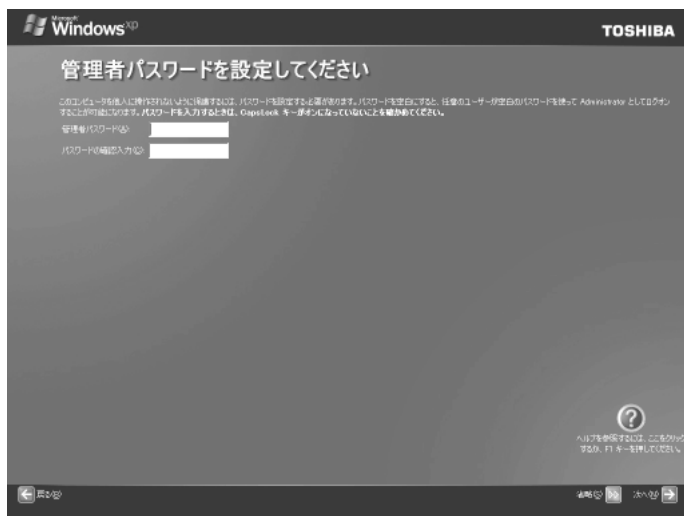 Microsoft
Windows xp
TOSHIBA
管理者パスワードを設定してください
このコンピュータを他人に操作されないように保護するには、パスワードを設定する必要があります。パスワードを空白にすると、任意のユーザーが空白のパスワードを使って Administrator としてログオン
することが可能になります。パスワードを入力するときは、CapsLock キーがオンになっていないことを確かめてください。
管理者パスワード(A):
パスワードの確認入力(C):
?
ヘルプを参照するには、ここをクリック
するか、F1 キーを押してください。
戻る(B)
省略(S)
次へ(N)